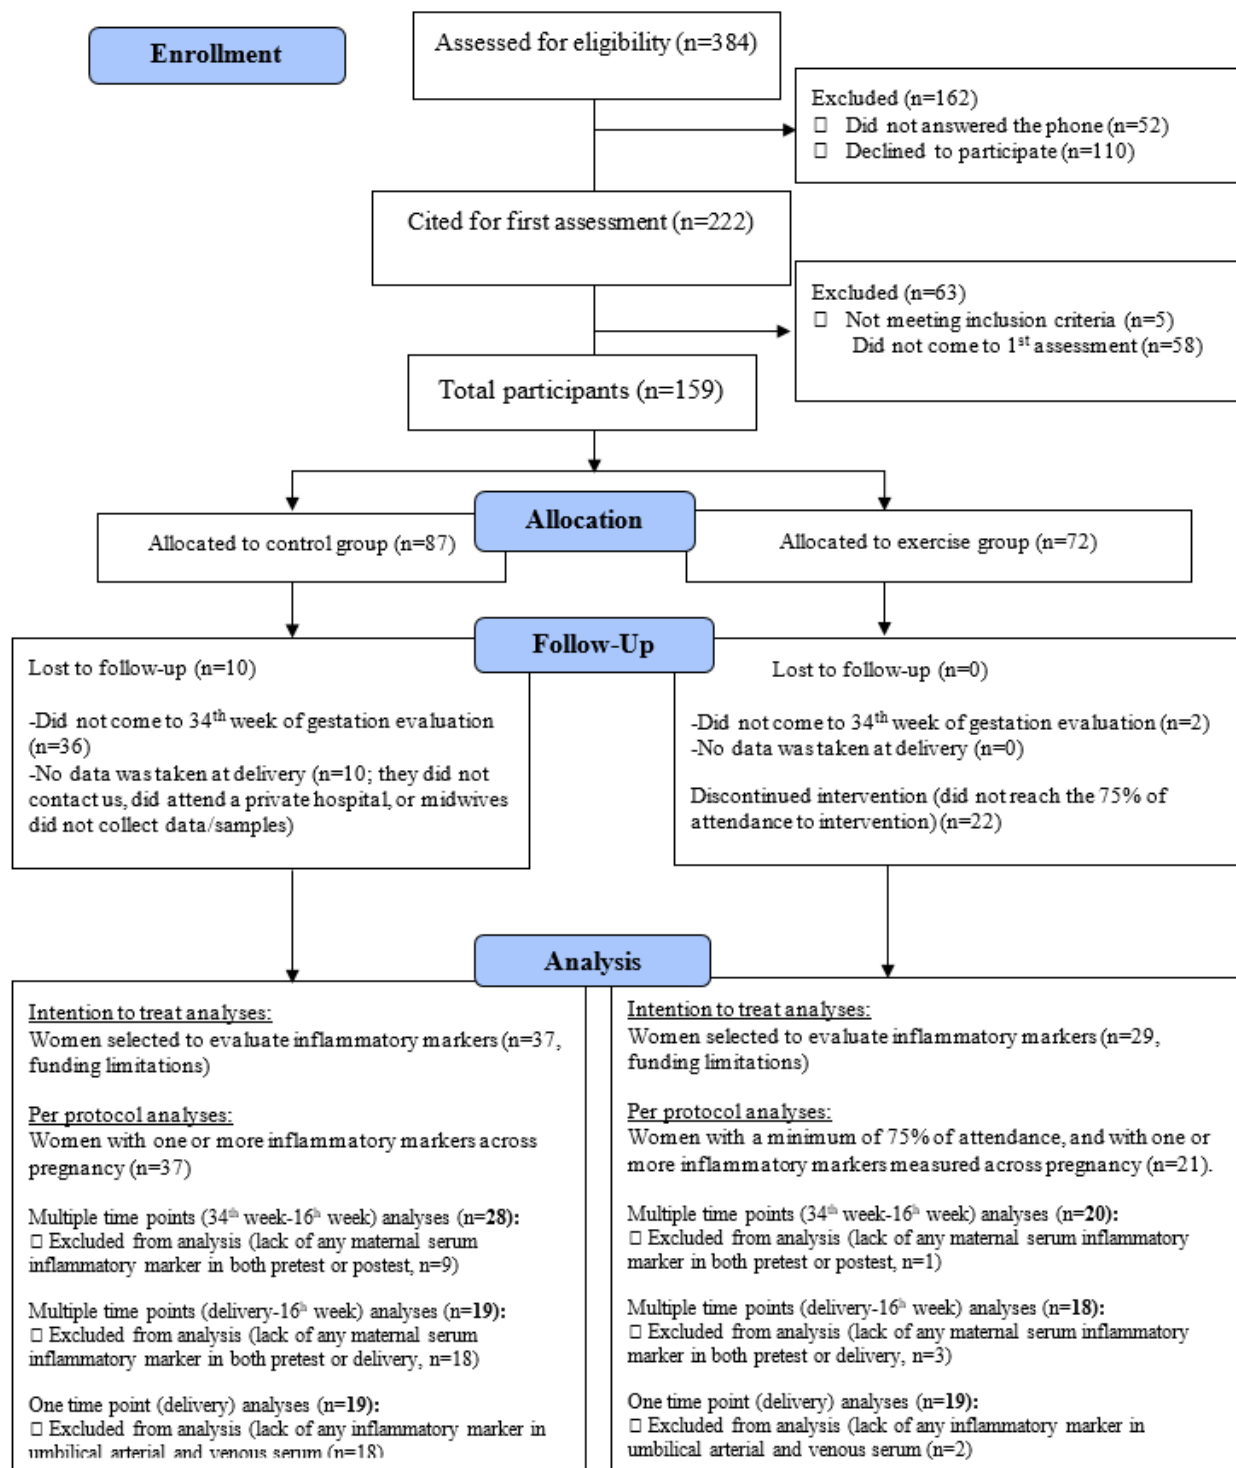 Enrollment
Assessed for eligibility (n=384)
Excluded (n=162)
□ Did not answered the phone (n=52)
□ Declined to participate (n=110)
Cited for first assessment (n=222)
Excluded (n=63)
□ Not meeting inclusion criteria (n=5)
Did not come to 1st assessment (n=58)
Total participants (n=159)
Allocation
Allocated to control group (n=87)
Allocated to exercise group (n=72)
Follow-Up
Lost to follow-up (n=10)
-Did not come to 34th week of gestation evaluation
(n=36)
-No data was taken at delivery (n=10; they did not
contact us, did attend a private hospital, or midwives
did not collect data/samples)
Lost to follow-up (n=0)
-Did not come to 34th week of gestation evaluation (n=2)
-No data was taken at delivery (n=0)
Discontinued intervention (did not reach the 75% of
attendance to intervention) (n=22)
Analysis
Intention to treat analyses:
Women selected to evaluate inflammatory markers (n=37,
funding limitations)
Per protocol analyses:
Women with one or more inflammatory markers across
pregnancy (n=37)
Multiple time points (34th week-16h week) analyses (n=28):
□ Excluded from analysis (lack of any maternal serum
inflammatory marker in both pretest or postest, n=9)
Multiple time points (delivery-16h week) analyses (n=19):
□ Excluded from analysis (lack of any maternal serum
inflammatory marker in both pretest or delivery, n=18)
One time point (delivery) analyses (n=19):
□ Excluded from analysis (lack of any inflammatory marker in
umbilical arterial and venous serum (n=18)
Intention to treat analyses:
Women selected to evaluate inflammatory markers (n=29,
funding limitations)
Per protocol analyses:
Women with a minimum of 75% of attendance, and with one or
more inflammatory markers measured across pregnancy (n=21).
Multiple time points (34th week-16h week) analyses (n=20):
□ Excluded from analysis (lack of any maternal serum inflammatory
marker in both pretest or postest, n=1)
Multiple time points (delivery-16h week) analyses (n=18):
□ Excluded from analysis (lack of any maternal serum inflammatory
marker in both pretest or delivery, n=3)
One time point (delivery) analyses (n=19):
□ Excluded from analysis (lack of any inflammatory marker in
umbilical arterial and venous serum (n=2)